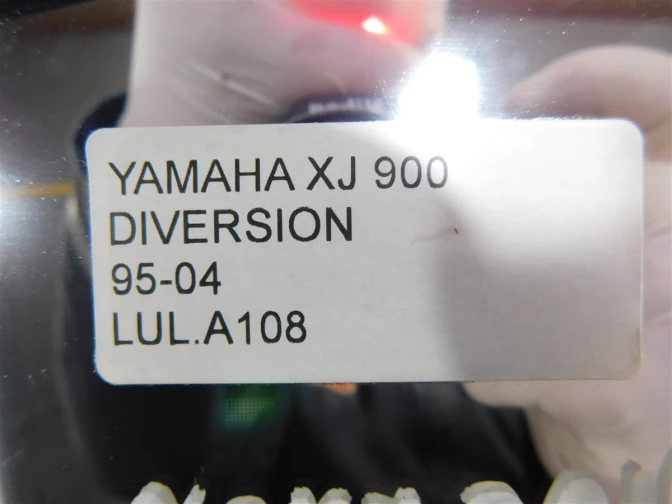 YAMAHA XJ 900
DIVERSION
95-04
LUL.A108